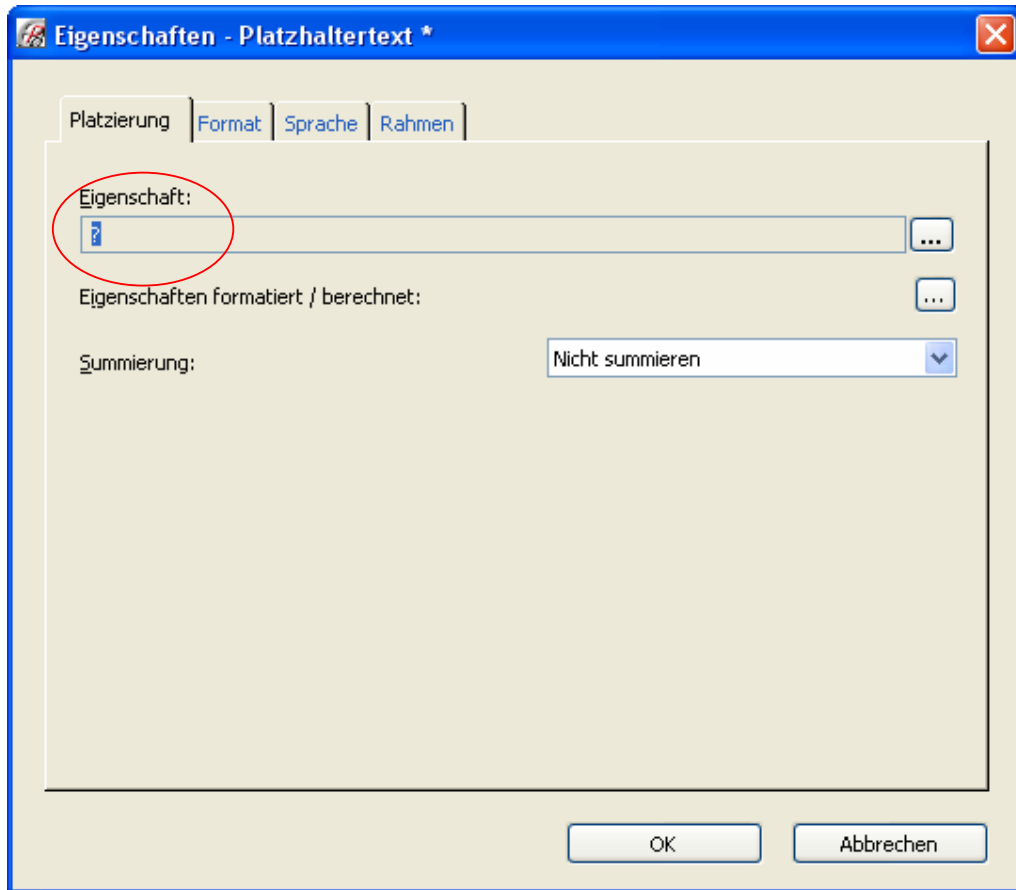 Eigenschaften - Platzhaltertext *
Platzierung Format Sprache Rahmen
Eigenschaft:
? ...
Eigenschaften formatiert / berechnet: ...
Summierung: Nicht summieren
OK Abbrechen